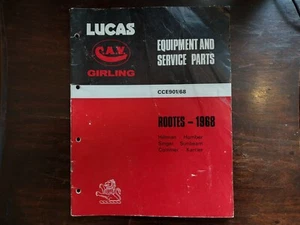 LUCAS
C.A.V.
GIRLING
EQUIPMENT AND
SERVICE PARTS
CCE901/68
ROOTES - 1968
Hillman · Humber
Singer · Sunbeam
Commer · Karrier